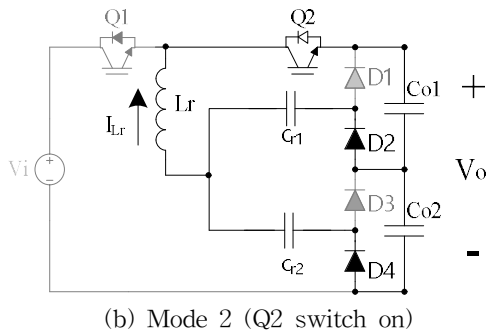 Q1 Q2
D1
Co1
+
Lr
ILr
Cr1
D2
Vi
Vo
D3
Co2
Cr2
D4
-
(b) Mode 2 (Q2 switch on)